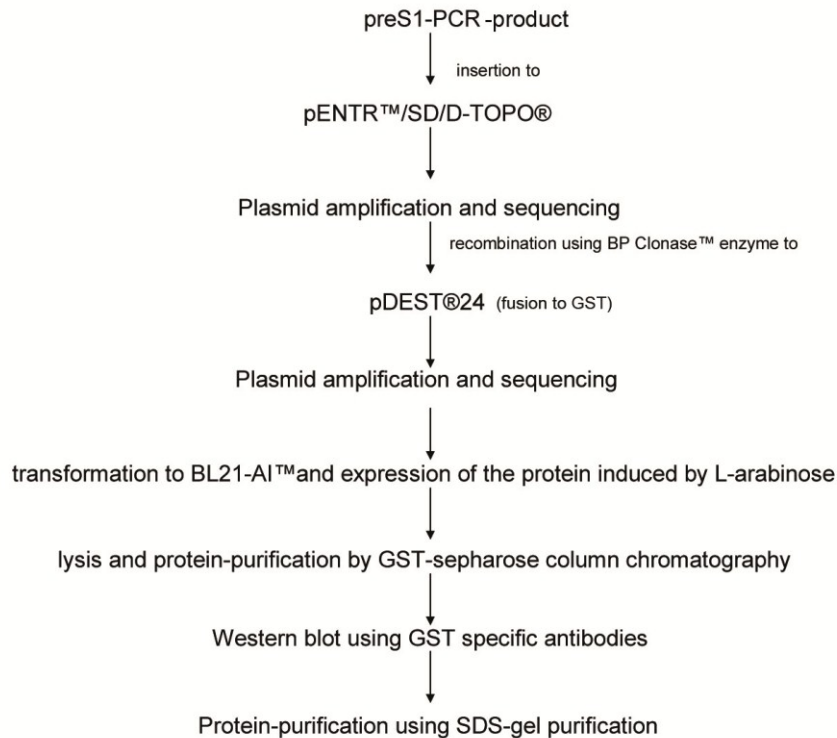 preS1-PCR-product
insertion to
pENTR™/SD/D-TOPO®
Plasmid amplification and sequencing
recombination using BP Clonase™ enzyme to
pDEST®24 (fusion to GST)
Plasmid amplification and sequencing
transformation to BL21-AI™and expression of the protein induced by L-arabinose
lysis and protein-purification by GST-sepharose column chromatography
Western blot using GST specific antibodies
Protein-purification using SDS-gel purification